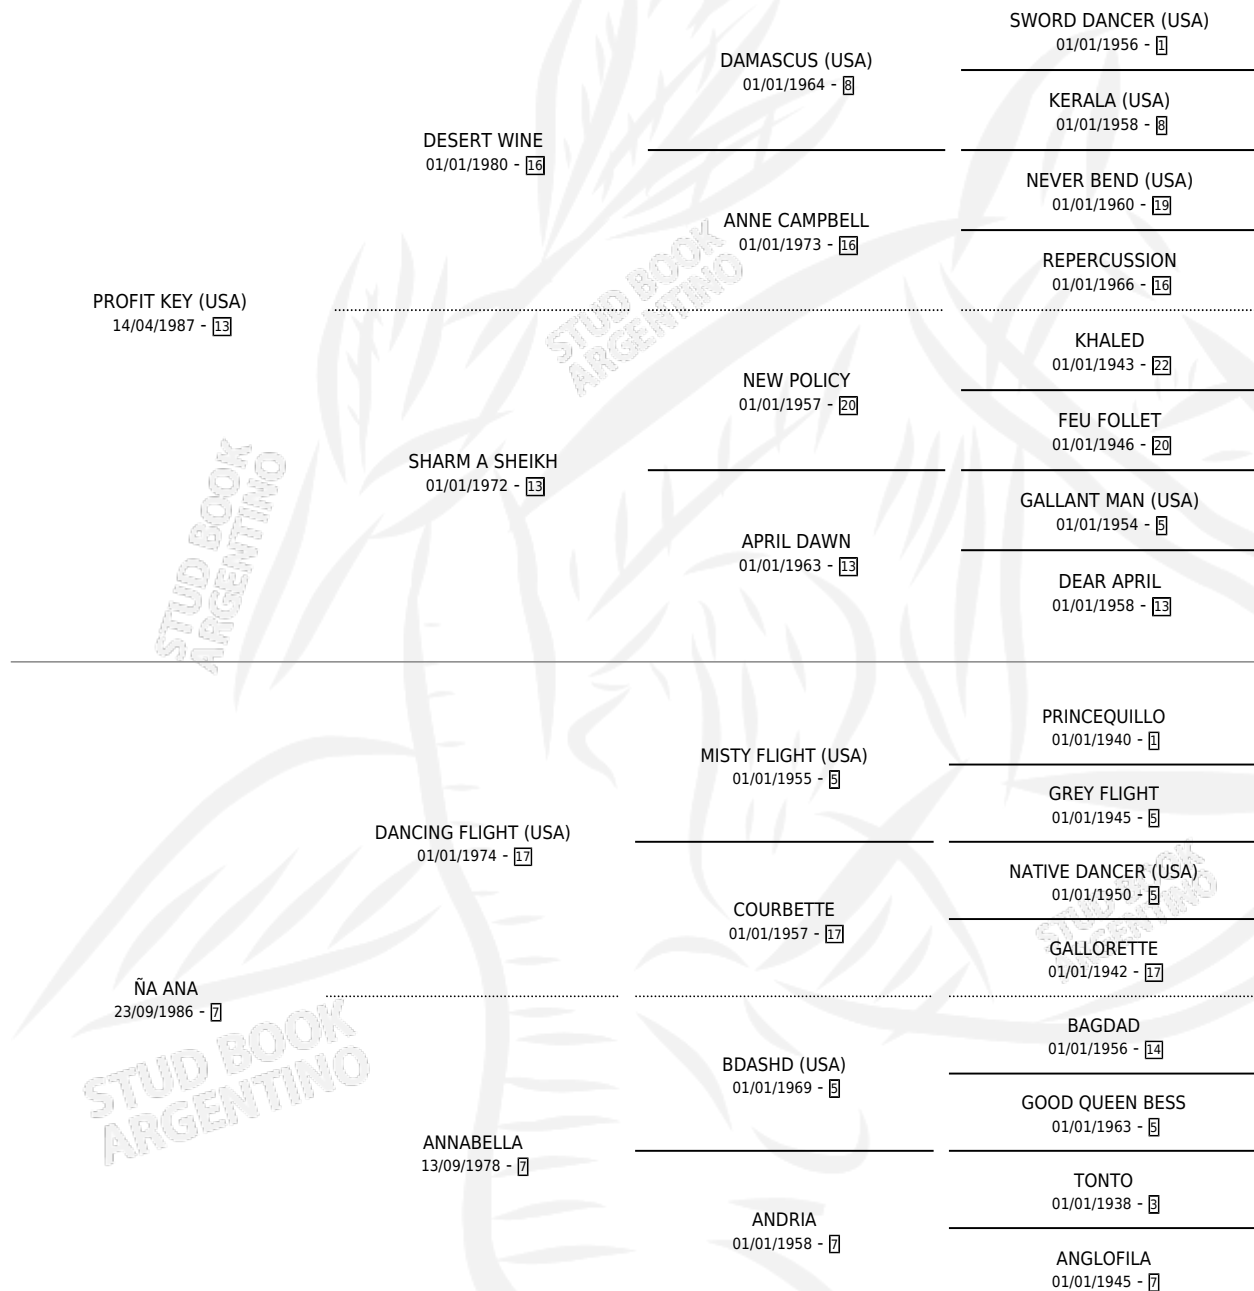 SWORD DANCER (USA)
01/01/1956 - 1
DAMASCUS (USA)
01/01/1964 - 8
KERALA (USA)
01/01/1958 - 8
DESERT WINE
01/01/1980 - 16
NEVER BEND (USA)
01/01/1960 - 19
ANNE CAMPBELL
01/01/1973 - 16
REPERCUSSION
01/01/1966 - 16
PROFIT KEY (USA)
14/04/1987 - 13
KHALED
01/01/1943 - 22
NEW POLICY
01/01/1957 - 20
FEU FOLLET
01/01/1946 - 20
SHARM A SHEIKH
01/01/1972 - 13
GALLANT MAN (USA)
01/01/1954 - 5
APRIL DAWN
01/01/1963 - 13
DEAR APRIL
01/01/1958 - 13
PRINCEQUILLO
01/01/1940 - 1
MISTY FLIGHT (USA)
01/01/1955 - 5
GREY FLIGHT
01/01/1945 - 5
DANCING FLIGHT (USA)
01/01/1974 - 17
NATIVE DANCER (USA)
01/01/1950 - 5
COURBETTE
01/01/1957 - 17
GALLORETTE
01/01/1942 - 17
ÑA ANA
23/09/1986 - 7
BAGDAD
01/01/1956 - 14
BDASHD (USA)
01/01/1969 - 5
GOOD QUEEN BESS
01/01/1963 - 5
ANNABELLA
13/09/1978 - 7
TONTO
01/01/1938 - 3
ANDRIA
01/01/1958 - 7
ANGLOFILA
01/01/1945 - 7
STUD BOOK
ARGENTINO
STUD BOOK
ARGENTINO
STUD BOOK
ARGENTINO
STUD BOOK
ARGENTINO